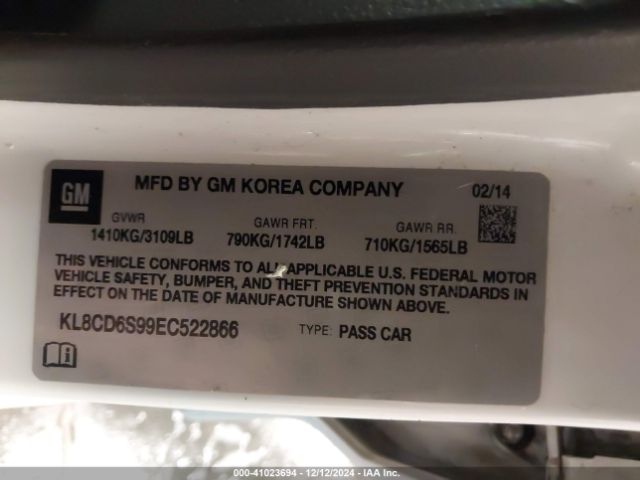 GM
MFD BY GM KOREA COMPANY 02/14
GVWR GAWR FRT. GAWR RR.
1410KG/3109LB 790KG/1742LB 710KG/1565LB
THIS VEHICLE CONFORMS TO ALL APPLICABLE U.S. FEDERAL MOTOR
VEHICLE SAFETY, BUMPER, AND THEFT PREVENTION STANDARDS IN
EFFECT ON THE DATE OF MANUFACTURE SHOWN ABOVE.
KL8CD6S99EC522866 TYPE: PASS CAR
000-41023694 - 12/12/2024 - IAA Inc.